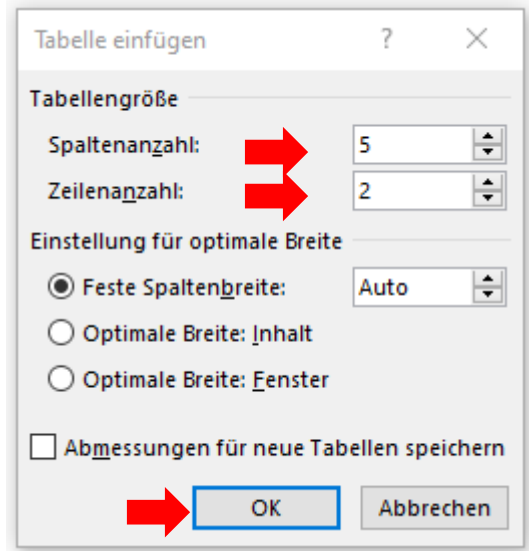 Tabelle einfügen ? ×
Tabellengröße
Spaltenanzahl: 5
Zeilenanzahl: 2
Einstellung für optimale Breite
Feste Spaltenbreite: Auto
Optimale Breite: Inhalt
Optimale Breite: Fenster
Abmessungen für neue Tabellen speichern
OK Abbrechen